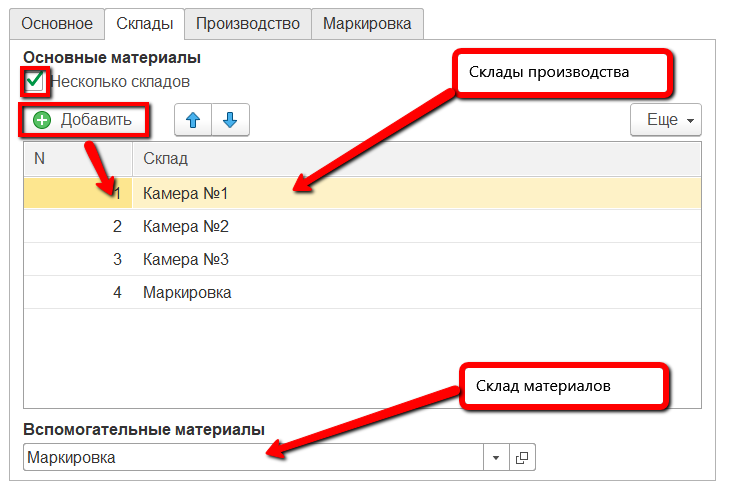 Основное Склады Производство Маркировка
Основные материалы
Несколько складов
Склады производства
Добавить Еще
N Склад
1 Камера №1
2 Камера №2
3 Камера №3
4 Маркировка
Склад материалов
Вспомогательные материалы
Маркировка